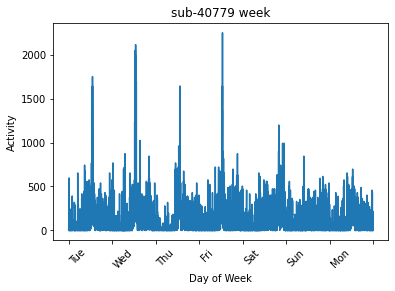 sub-40779 week
2000
1500
1000
500
0
Activity
Tue
Wed
Thu
Fri
Sat
Sun
Mon
Day of Week